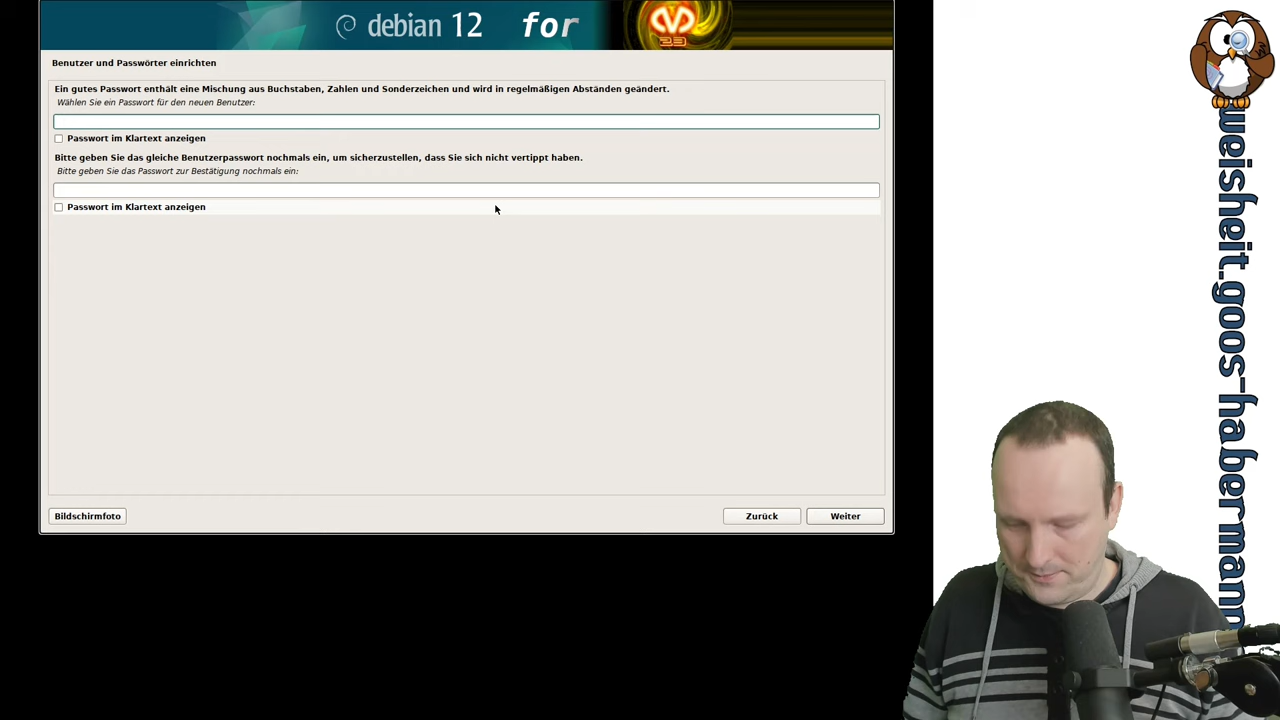 debian 12 for
23
Benutzer und Passwörter einrichten
Ein gutes Passwort enthält eine Mischung aus Buchstaben, Zahlen und Sonderzeichen und wird in regelmäßigen Abständen geändert.
Wählen Sie ein Passwort für den neuen Benutzer:
Passwort im Klartext anzeigen
Bitte geben Sie das gleiche Benutzerpasswort nochmals ein, um sicherzustellen, dass Sie sich nicht vertippt haben.
Bitte geben Sie das Passwort zur Bestätigung nochmals ein:
Passwort im Klartext anzeigen
Bildschirmfoto
Zurück
Weiter
weisheit.goos-habermann